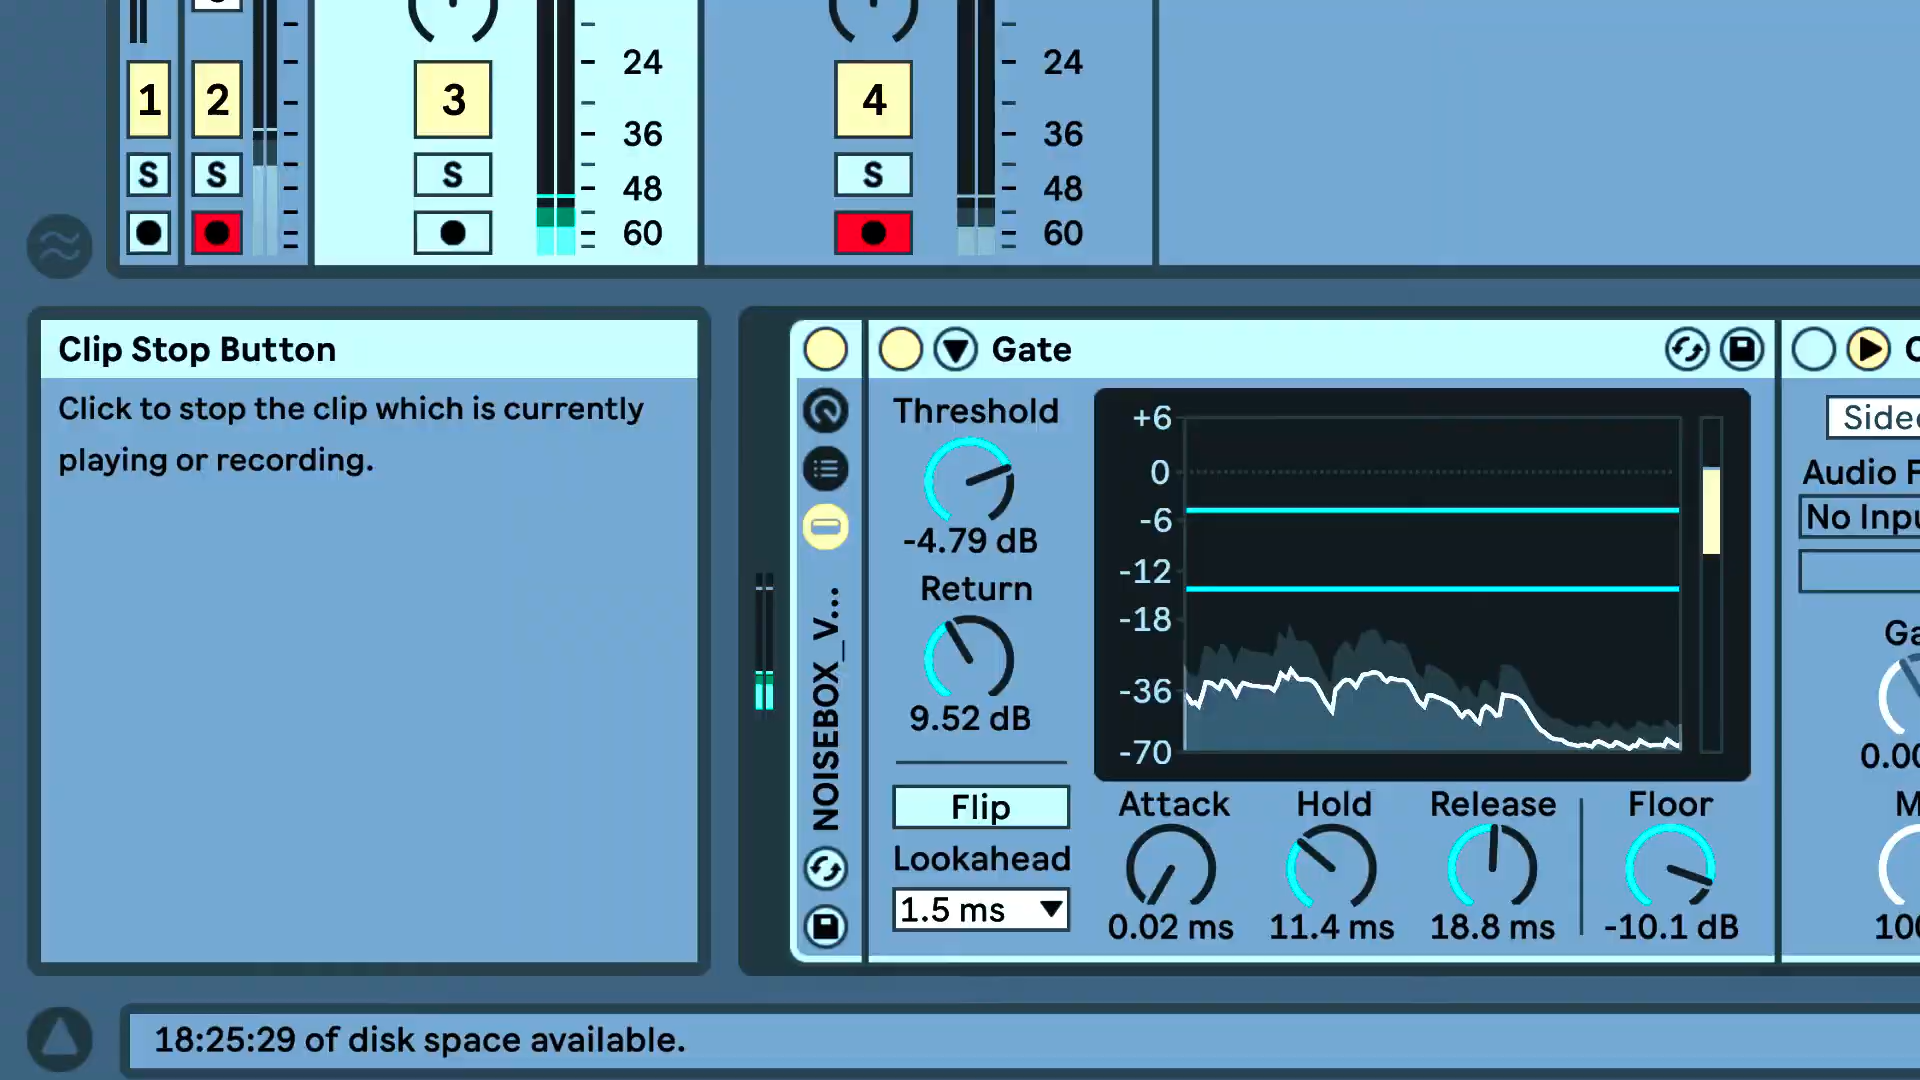 24
24
1
2
3
4
36
36
S
S
S
S
48
48
60
60
Clip Stop Button
Click to stop the clip which is currently
playing or recording.
NOISEBOX_V...
Gate
Threshold
-4.79 dB
Return
9.52 dB
Flip
Lookahead
1.5 ms
+6
0
-6
-12
-18
-36
-70
Attack
Hold
Release
Floor
0.02 ms
11.4 ms
18.8 ms
-10.1 dB
Audio F
No Inpu
18:25:29 of disk space available.